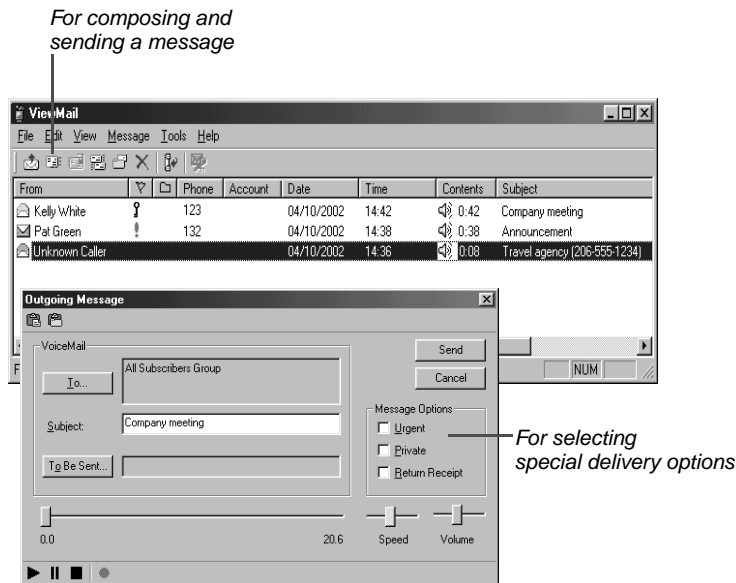 For composing and
sending a message
ViewMail
File Edit View Message Tools Help
From Phone Account Date Time Contents Subject
Kelly White 123 04/10/2002 14:42 0:42 Company meeting
Pat Green 132 04/10/2002 14:38 0:38 Announcement
Unknown Caller 04/10/2002 14:36 0:08 Travel agency (206-555-1234)
Outgoing Message
VoiceMail
To...
All Subscribers Group
Send
Cancel
Subject:
Company meeting
Message Options
Urgent
Private
Return Receipt
To Be Sent...
F
NUM
For selecting
special delivery options
0.0 20.6 Speed Volume